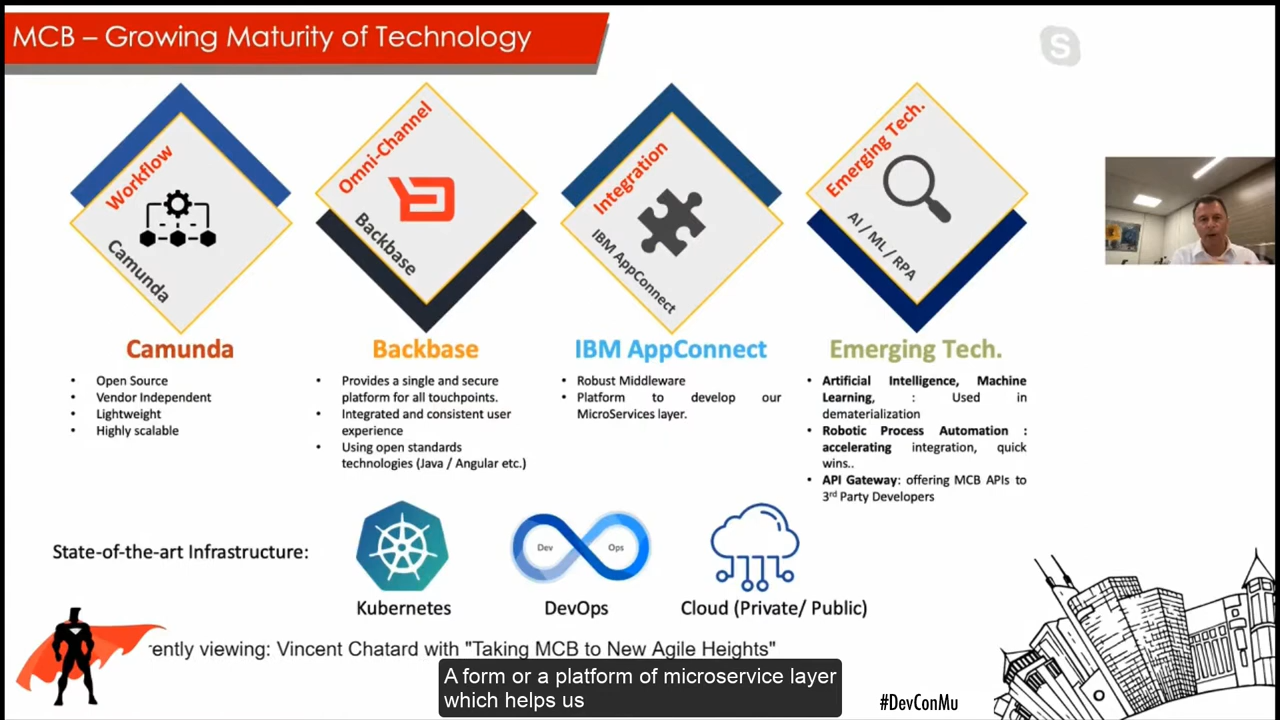 MCB – Growing Maturity of Technology
S
Workflow
Camunda
Omni-Channel
Backbase
Integration
IBM AppConnect
Emerging Tech.
AI / ML / RPA
Camunda
• Open Source
• Vendor Independent
• Lightweight
• Highly scalable
Backbase
• Provides a single and secure
platform for all touchpoints.
• Integrated and consistent user
experience
• Using open standards
technologies (Java / Angular etc.)
IBM AppConnect
• Robust Middleware
• Platform to develop our
MicroServices layer.
Emerging Tech.
• Artificial Intelligence, Machine
Learning, : Used in
dematerialization
• Robotic Process Automation :
accelerating integration, quick
wins..
• API Gateway: offering MCB APIs to
3rd Party Developers
State-of-the-art Infrastructure:
Dev
Ops
Kubernetes
DevOps
Cloud (Private/ Public)
rently viewing: Vincent Chatard with "Taking MCB to New Agile Heights"
A form or a platform of microservice layer
which helps us
#DevConMu